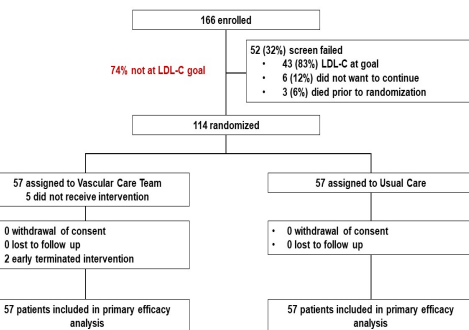 166 enrolled
74% not at LDL-C goal
52 (32%) screen failed
• 43 (83%) LDL-C at goal
• 6 (12%) did not want to continue
• 3 (6%) died prior to randomization
114 randomized
57 assigned to Vascular Care Team
5 did not receive intervention
57 assigned to Usual Care
0 withdrawal of consent
0 lost to follow up
2 early terminated intervention
• 0 withdrawal of consent
• 0 lost to follow up
57 patients included in primary efficacy
analysis
57 patients included in primary efficacy
analysis